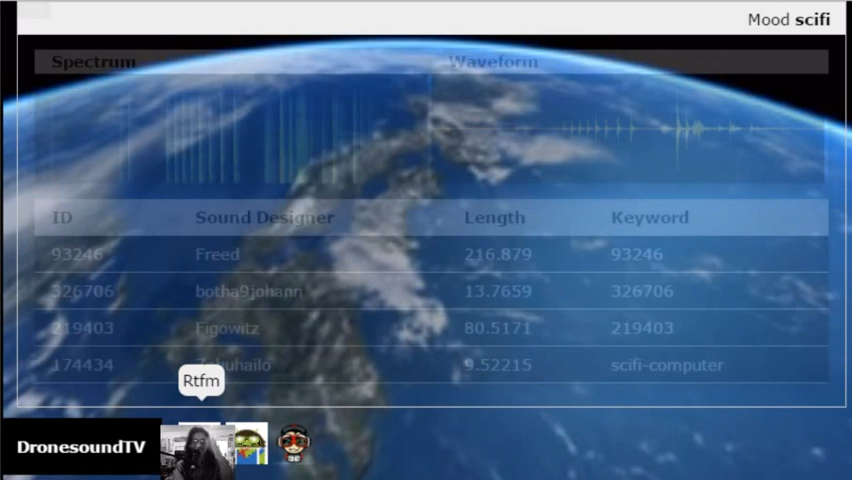 Mood scifi
Spectrum Waveform
ID Sound Designer Length Keyword
93246 Freed 216.879 93246
326706 botha9johann 13.7659 326706
219403 Figowitz 80.5171 219403
174434 Zabuhailo 9.52215 scifi-computer
Rtfm
DronesoundTV